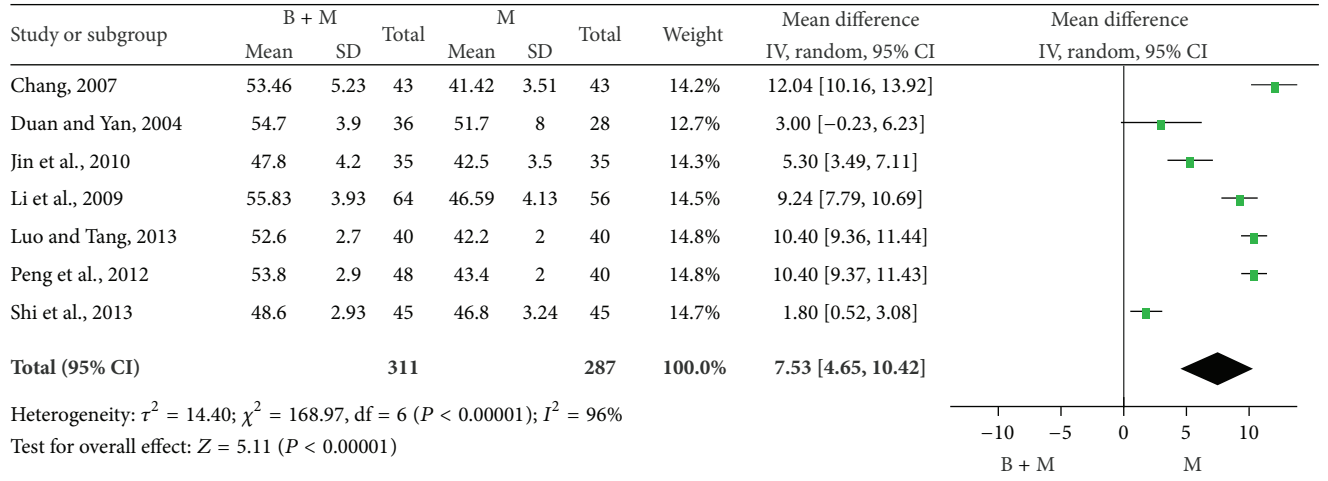 Study or subgroup B + M Total M Total Weight Mean difference Mean difference
Mean SD Mean SD IV, random, 95% CI IV, random, 95% CI
Chang, 2007 53.46 5.23 43 41.42 3.51 43 14.2% 12.04 [10.16, 13.92]
Duan and Yan, 2004 54.7 3.9 36 51.7 8 28 12.7% 3.00 [−0.23, 6.23]
Jin et al., 2010 47.8 4.2 35 42.5 3.5 35 14.3% 5.30 [3.49, 7.11]
Li et al., 2009 55.83 3.93 64 46.59 4.13 56 14.5% 9.24 [7.79, 10.69]
Luo and Tang, 2013 52.6 2.7 40 42.2 2 40 14.8% 10.40 [9.36, 11.44]
Peng et al., 2012 53.8 2.9 48 43.4 2 40 14.8% 10.40 [9.37, 11.43]
Shi et al., 2013 48.6 2.93 45 46.8 3.24 45 14.7% 1.80 [0.52, 3.08]
Total (95% CI) 311 287 100.0% 7.53 [4.65, 10.42]
Heterogeneity: τ² = 14.40; χ² = 168.97, df = 6 (P < 0.00001); I² = 96%
Test for overall effect: Z = 5.11 (P < 0.00001)
−10 −5 0 5 10
B + M M